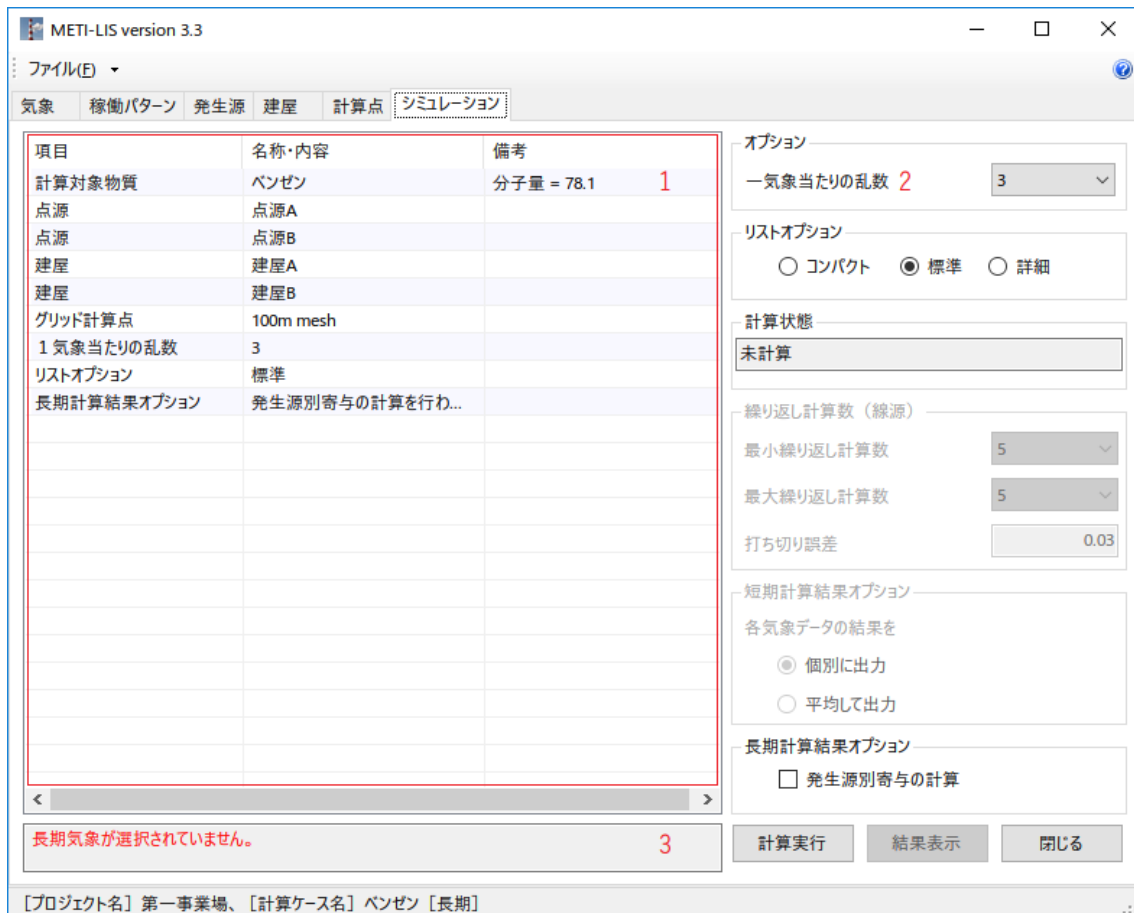 METI-LIS version 3.3
ファイル(F)
気象 稼働パターン 発生源 建屋 計算点 シミュレーション
項目 名称・内容 備考
計算対象物質 ベンゼン 分子量 = 78.1 1
点源 点源A
点源 点源B
建屋 建屋A
建屋 建屋B
グリッド計算点 100m mesh
1気象当たりの乱数 3
リストオプション 標準
長期計算結果オプション 発生源別寄与の計算を行わ...
長期気象が選択されていません。 3
オプション
一気象当たりの乱数 2 3
リストオプション
コンパクト 標準 詳細
計算状態
未計算
繰り返し計算数（線源）
最小繰り返し計算数 5
最大繰り返し計算数 5
打ち切り誤差 0.03
短期計算結果オプション
各気象データの結果を
個別に出力
平均して出力
長期計算結果オプション
発生源別寄与の計算
計算実行 結果表示 閉じる
[プロジェクト名] 第一事業場、 [計算ケース名] ベンゼン [長期]